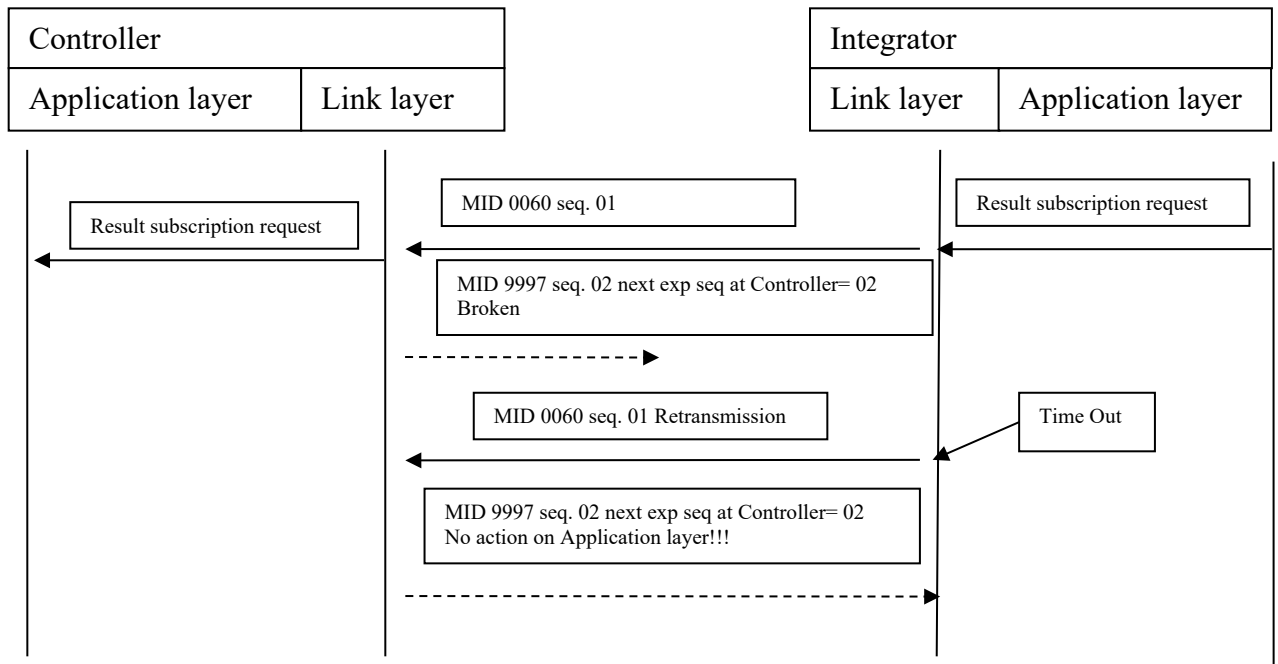 Controller
Integrator
Application layer
Link layer
Link layer
Application layer
MID 0060 seq. 01
Result subscription request
Result subscription request
MID 9997 seq. 02 next exp seq at Controller= 02
Broken
MID 0060 seq. 01 Retransmission
Time Out
MID 9997 seq. 02 next exp seq at Controller= 02
No action on Application layer!!!